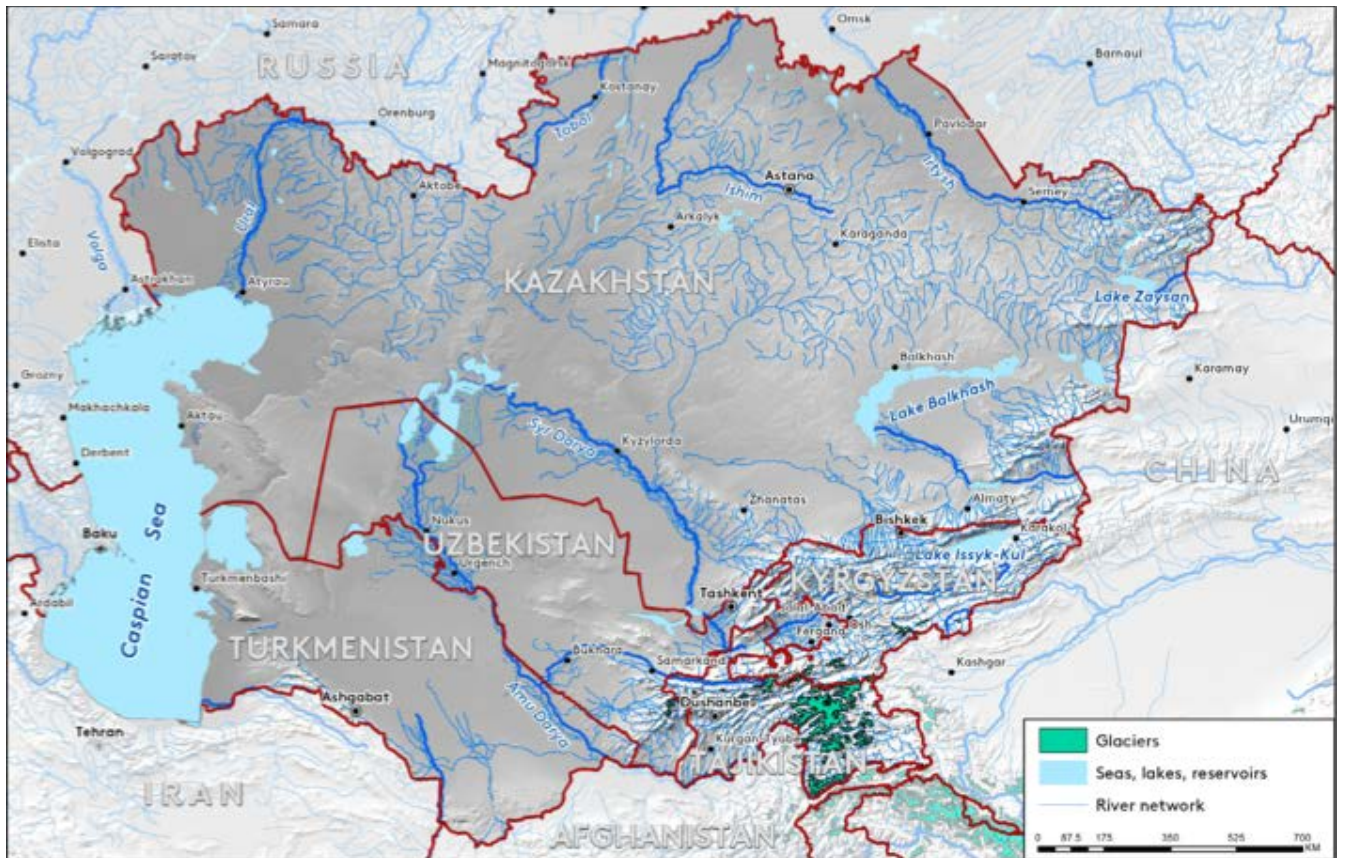 Samara
Omsk
Saratov
RUSSIA
Magnitogorsk
Barnaul
Kostanay
Tobol
Orenburg
Pavlodar
Volgograd
Irtysh
Astana
Semey
Aktobe
Ishim
Ural
Arkalyk
Karaganda
Elista
Volga
Astrakhan
Atyrau
KAZAKHSTAN
Lake Zaysan
Balkhash
Grozny
Karamay
Lake Balkhash
Makhachkala
Aktau
Syr Darya
Kyzylorda
Urumqi
Derbent
CHINA
Zhanatas
Almaty
Bishkek
Karakol
Nukus
Baku
UZBEKISTAN
Lake Issyk-Kul
Urgench
KYRGYZSTAN
Turkmenbashi
Tashkent
Jalal-Abad
Ardabil
Osh
Fergana
Caspian Sea
TURKMENISTAN
Bukhara
Samarkand
Kashgar
Ashgabat
Amu Darya
Dushanbe
Tehran
Kurgan-Tyube
TAJIKISTAN
IRAN
AFGHANISTAN
Glaciers
Seas, lakes, reservoirs
River network
0 87.5 175 350 525 700
KM